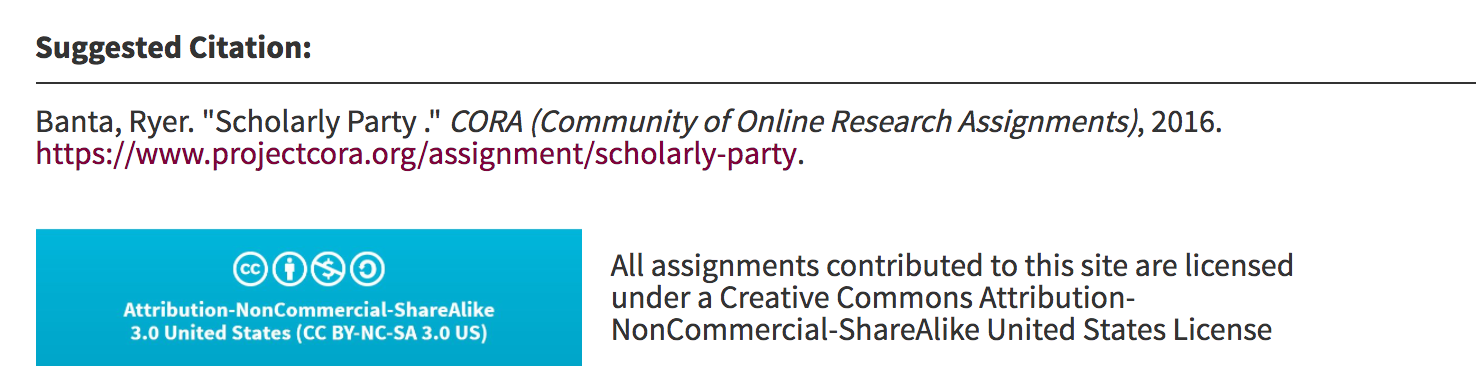 Suggested Citation:
Banta, Ryer. "Scholarly Party ." CORA (Community of Online Research Assignments), 2016.
https://www.projectcora.org/assignment/scholarly-party.
cc
Attribution-NonCommercial-ShareAlike
3.0 United States (CC BY-NC-SA 3.0 US)
All assignments contributed to this site are licensed
under a Creative Commons Attribution-
NonCommercial-ShareAlike United States License